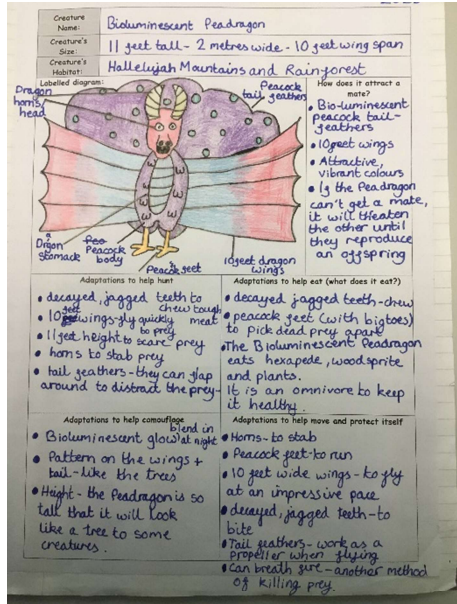 Creature Name: Bioluminescent Peadragon
Creature's Size: 11 feet tall - 2 metres wide - 10 feet wing span
Creature's Habitat: Hallelujah Mountains and Rainforest
Labelled diagram:
Dragon horns, head
Peacock tail feathers
Dragon stomack
Peacock body
Peacock feet
10 feet dragon wings
How does it attract a mate?
• Bio-luminescent
peacock tail-
feathers
• 10 feet wings
• Attractive,
vibrant colours
• If the Peadragon
can't get a mate,
it will threaten
the other until
they reproduce
an offspring
Adaptations to help hunt
• decayed, jagged teeth to
chew tough meat
• 10 feet wings-fly quickly
to prey
• 11 feet height to scare prey
• horns to stab prey
• tail feathers - they can flap
around to distract the prey-
Adaptations to help eat (what does it eat?)
• decayed jagged teeth-chew
• peacock feet (with big toes)
to pick dead prey apart
• The Bioluminescent Peadragon
eats hexapede, woodsprite
and plants.
It is an omnivore to keep
it healthy.
Adaptations to help camouflage
• Bioluminescent glow blend in at night
• Pattern on the wings +
tail-like the trees
• Height - the Peadragon is so
tall that it will look
like a tree to some
creatures.
Adaptations to help move and protect itself
• Horns - to stab
• Peacock feet-to run
• 10 feet wide wings - to fly
at an impressive pace
• decayed, jagged teeth-to
bite
• Tail feathers - work as a
propeller when flying
• Can breath fire - another method
of killing prey.